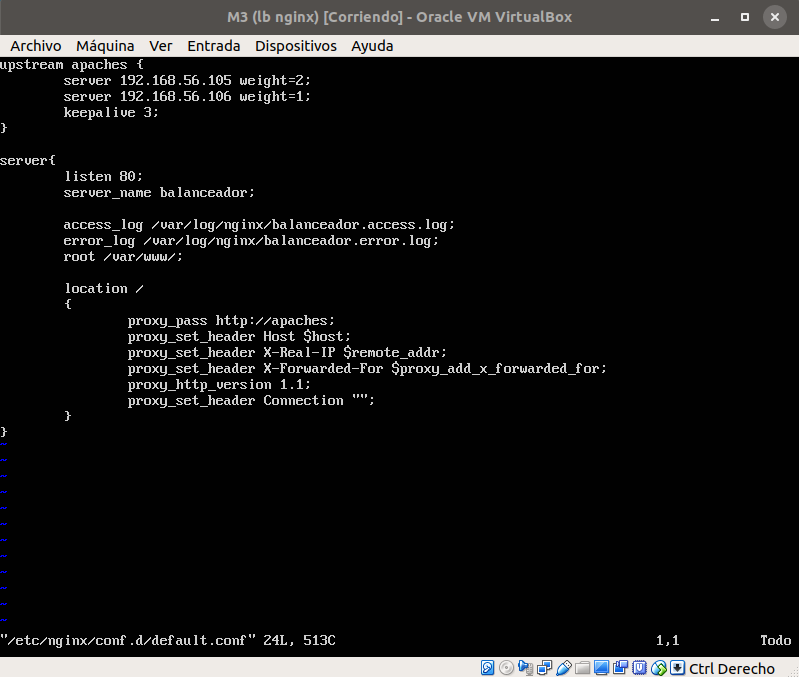 M3 (lb nginx) [Corriendo] - Oracle VM VirtualBox
Archivo Máquina Ver Entrada Dispositivos Ayuda
upstream apaches {
        server 192.168.56.105 weight=2;
        server 192.168.56.106 weight=1;
        keepalive 3;
}
server{
        listen 80;
        server_name balanceador;
        access_log /var/log/nginx/balanceador.access.log;
        error_log /var/log/nginx/balanceador.error.log;
        root /var/www/;
        location /
        {
                proxy_pass http://apaches;
                proxy_set_header Host $host;
                proxy_set_header X-Real-IP $remote_addr;
                proxy_set_header X-Forwarded-For $proxy_add_x_forwarded_for;
                proxy_http_version 1.1;
                proxy_set_header Connection "";
        }
}
~
~
~
~
~
~
~
~
~
~
~
~
"/etc/nginx/conf.d/default.conf" 24L, 513C 1,1 Todo
Ctrl Derecho